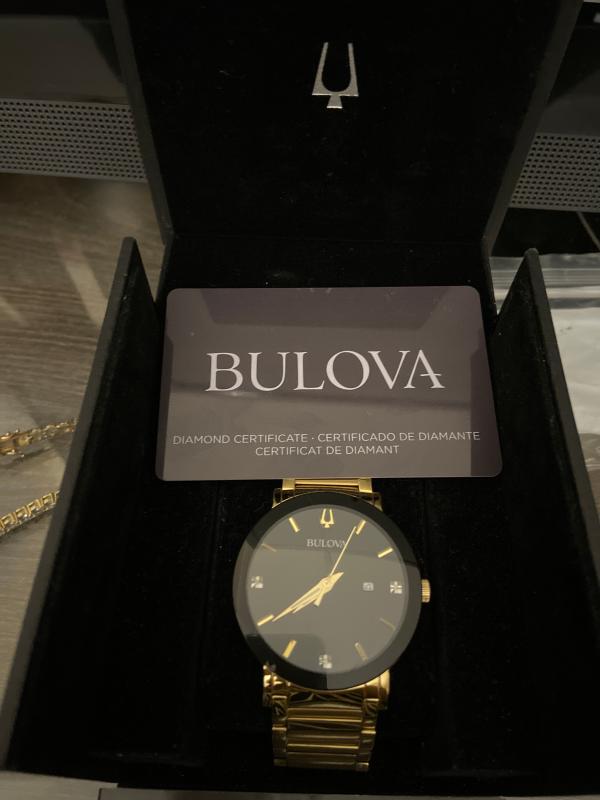 BULOVA
DIAMOND CERTIFICATE · CERTIFICADO DE DIAMANTE
CERTIFICAT DE DIAMANT
BULOVA